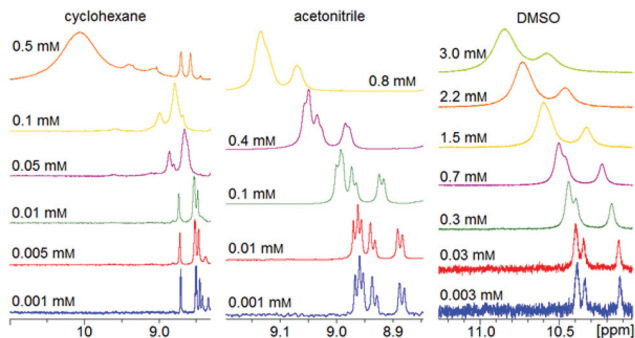 cyclohexane
0.5 mM
0.1 mM
0.05 mM
0.01 mM
0.005 mM
0.001 mM
10 9.0
acetonitrile
0.8 mM
0.4 mM
0.1 mM
0.01 mM
0.001 mM
9.1 9.0 8.9
DMSO
3.0 mM
2.2 mM
1.5 mM
0.7 mM
0.3 mM
0.03 mM
0.003 mM
11.0 10.5 [ppm]